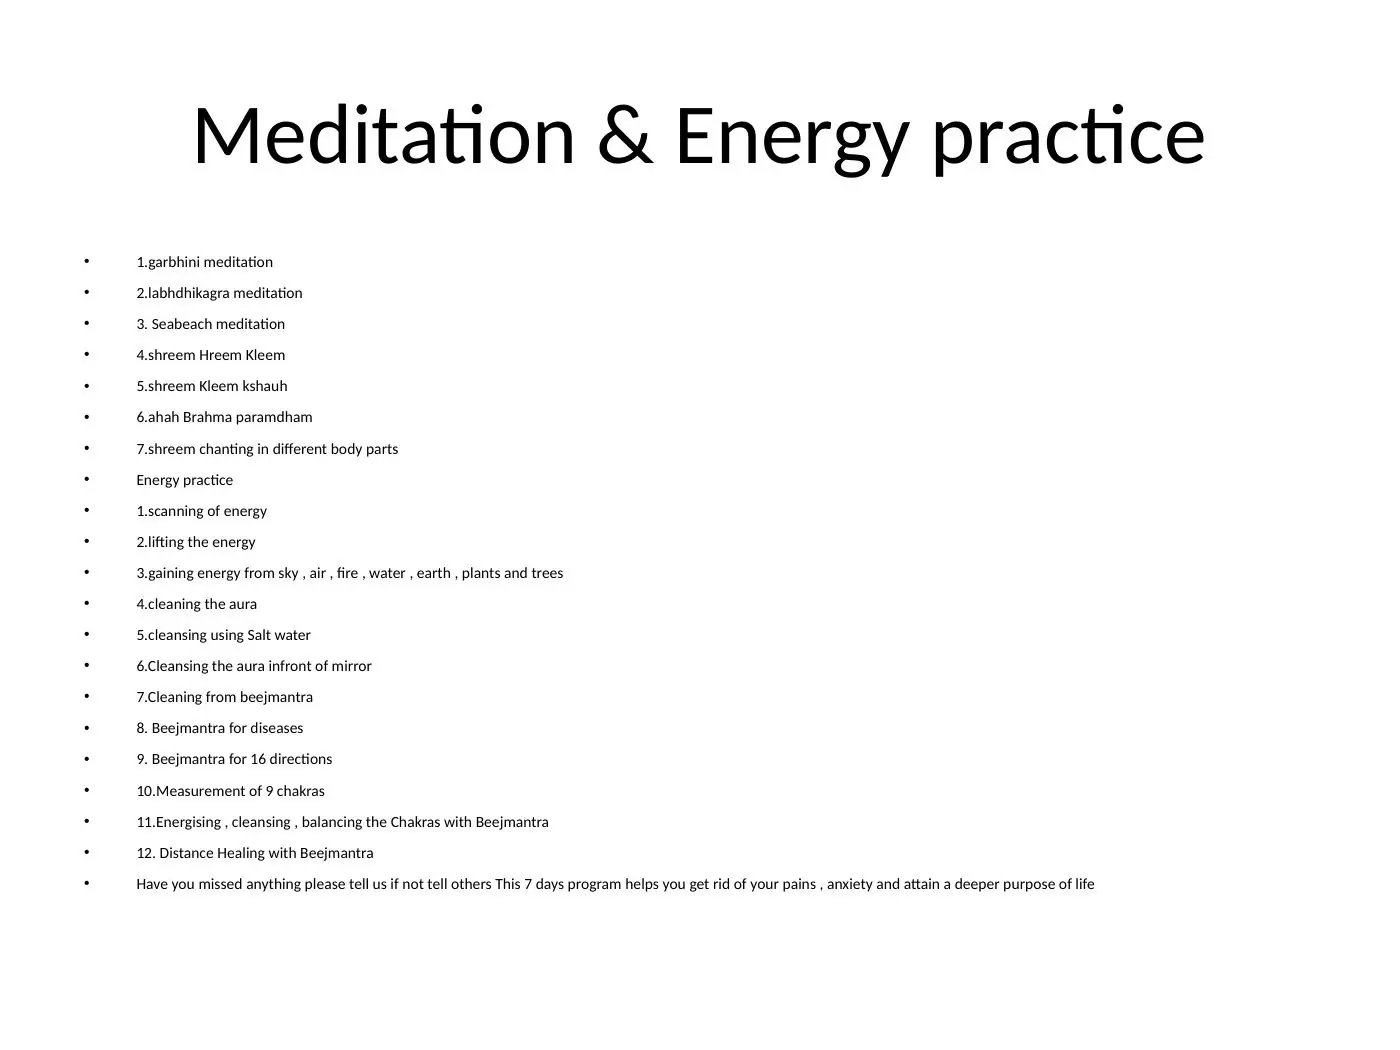 Meditation & Energy practice
• 1.garbhini meditation
• 2.labhdhikagra meditation
• 3. Seabeach meditation
• 4.shreem Hreem Kleem
• 5.shreem Kleem kshauh
• 6.ahah Brahma paramdham
• 7.shreem chanting in different body parts
• Energy practice
• 1.scanning of energy
• 2.lifting the energy
• 3.gaining energy from sky , air , fire , water , earth , plants and trees
• 4.cleaning the aura
• 5.cleansing using Salt water
• 6.Cleansing the aura infront of mirror
• 7.Cleaning from beejmantra
• 8. Beejmantra for diseases
• 9. Beejmantra for 16 directions
• 10.Measurement of 9 chakras
• 11.Energising , cleansing , balancing the Chakras with Beejmantra
• 12. Distance Healing with Beejmantra
• Have you missed anything please tell us if not tell others This 7 days program helps you get rid of your pains , anxiety and attain a deeper purpose of life